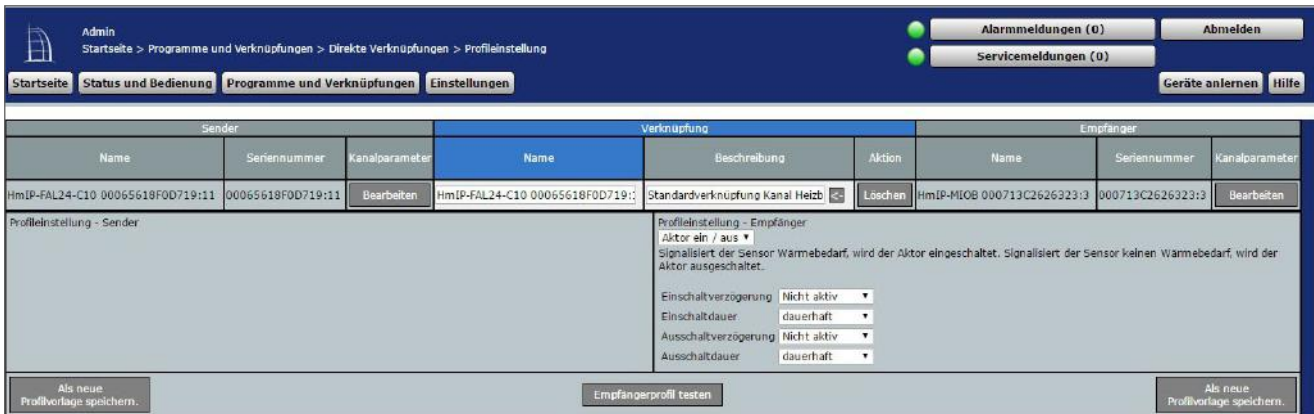 Admin
Startseite > Programme und Verknüpfungen > Direkte Verknüpfungen > Profileinstellung
Alarmmeldungen (0)
Abmelden
Servicemeldungen (0)
Startseite
Status und Bedienung
Programme und Verknüpfungen
Einstellungen
Geräte anlernen
Hilfe
Sender
Verknüpfung
Empfänger
Name
Seriennummer
Kanalparameter
Name
Beschreibung
Aktion
Name
Seriennummer
Kanalparameter
HmIP-FAL24-C10 00065618F0D719:11
00065618F0D719:11
Bearbeiten
HmIP-FAL24-C10 00065618F0D719:
Standardverknüpfung Kanal Heizb
<-
Löschen
HmIP-MIOB 000713C2626323:3
000713C2626323:3
Bearbeiten
Profileinstellung - Sender
Profileinstellung - Empfänger
Aktor ein / aus
Signalisiert der Sensor Wärmebedarf, wird der Aktor eingeschaltet. Signalisiert der Sensor keinen Wärmebedarf, wird der
Aktor ausgeschaltet.
Einschaltverzögerung Nicht aktiv
Einschaltdauer dauerhaft
Ausschaltverzögerung Nicht aktiv
Ausschaltdauer dauerhaft
Als neue
Profilvorlage speichern.
Empfängerprofil testen
Als neue
Profilvorlage speichern.